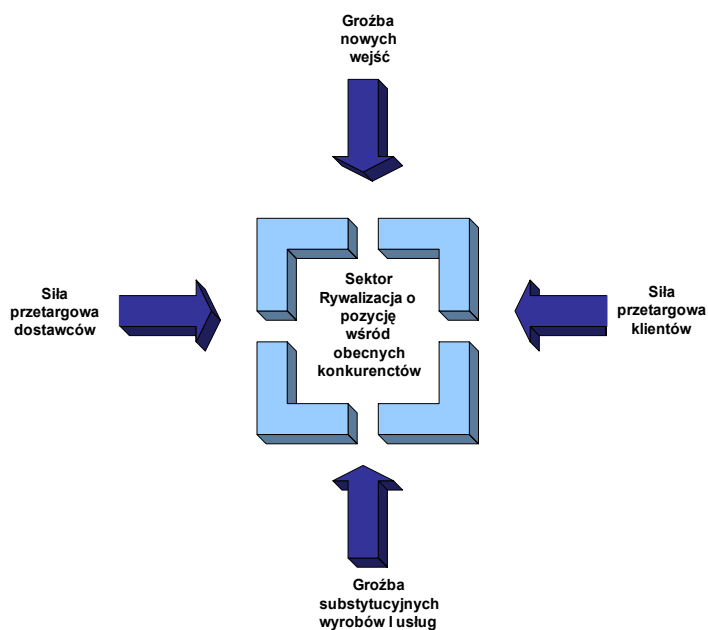 Groźba
nowych
wejść
Siła
przetargowa
dostawców
Sektor
Rywalizacja o
pozycję
wśród
obecnych
konkurenctów
Siła
przetargowa
klientów
Groźba
substytucyjnych
wyrobów I usług